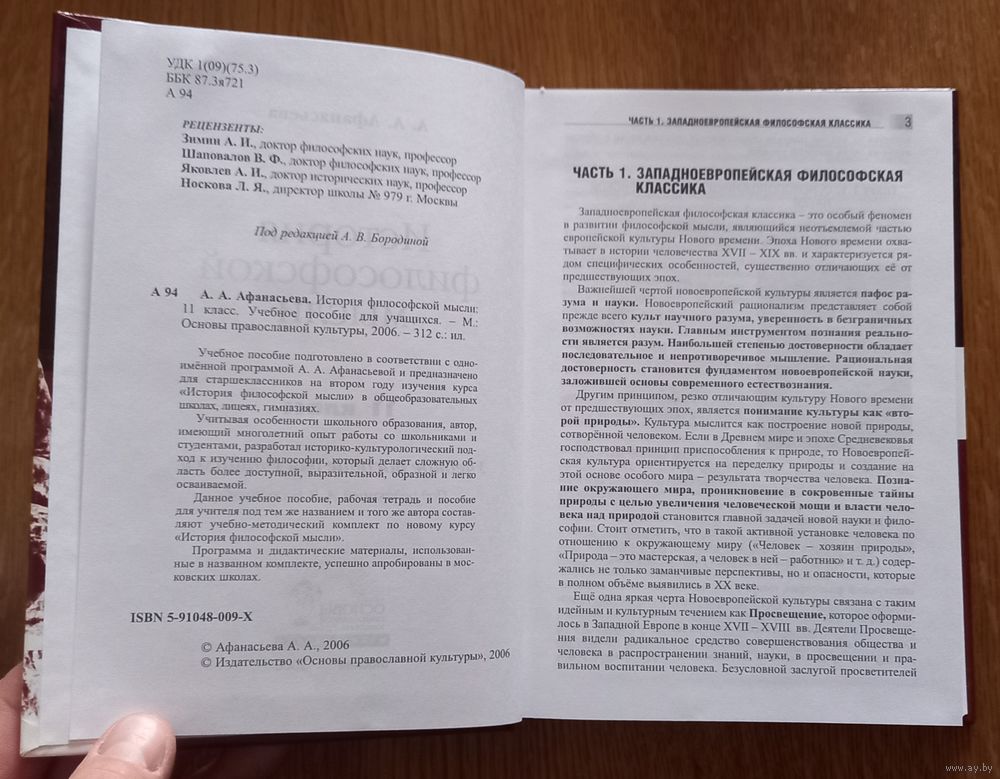 УДК 1(09)(75.3)
ББК 87.3я721
А 94
РЕЦЕНЗЕНТЫ:
Зимин А. И., доктор философских наук, профессор
Шаповалов В. Ф., доктор философских наук, профессор
Яковлев А. И., доктор исторических наук, профессор
Носкова Л. Я., директор школы № 979 г. Москвы
Под редакцией А. В. Бородиной
А 94 А. А. Афанасьева. История философской мысли:
11 класс. Учебное пособие для учащихся. – М.:
Основы православной культуры, 2006. – 312 с.: ил.
Учебное пособие подготовлено в соответствии с одно-
имённой программой А. А. Афанасьевой и предназначено
для старшеклассников на втором году изучения курса
«История философской мысли» в общеобразовательных
школах, лицеях, гимназиях.
Учитывая особенности школьного образования, автор,
имеющий многолетний опыт работы со школьниками и
студентами, разработал историко-культурологический под-
ход к изучению философии, который делает сложную об-
ласть более доступной, выразительной, образной и легко
осваиваемой.
Данное учебное пособие, рабочая тетрадь и пособие
для учителя под тем же названием и того же автора состав-
ляют учебно-методический комплект по новому курсу
«История философской мысли».
Программа и дидактические материалы, использован-
ные в названном комплекте, успешно апробированы в мос-
ковских школах.
ISBN 5-91048-009-X
© Афанасьева А. А., 2006
© Издательство «Основы православной культуры», 2006
ЧАСТЬ 1. ЗАПАДНОЕВРОПЕЙСКАЯ ФИЛОСОФСКАЯ КЛАССИКА 3
ЧАСТЬ 1. ЗАПАДНОЕВРОПЕЙСКАЯ ФИЛОСОФСКАЯ
КЛАССИКА
Западноевропейская философская классика – это особый феномен
в развитии философской мысли, являющийся неотъемлемой частью
европейской культуры Нового времени. Эпоха Нового времени охва-
тывает в истории человечества XVII – XIX вв. и характеризуется ря-
дом специфических особенностей, существенно отличающих её от
предшествующих эпох.
Важнейшей чертой новоевропейской культуры является пафос ра-
зума и науки. Новоевропейский рационализм представляет собой
прежде всего культ научного разума, уверенность в безграничных
возможностях науки. Главным инструментом познания реально-
сти является разум. Наибольшей степенью достоверности обладает
последовательное и непротиворечивое мышление. Рациональная
достоверность становится фундаментом новоевропейской науки,
заложившей основы современного естествознания.
Другим принципом, резко отличающим культуру Нового времени
от предшествующих эпох, является понимание культуры как «вто-
рой природы». Культура мыслится как построение новой природы,
сотворённой человеком. Если в Древнем мире и эпохе Средневековья
господствовал принцип приспособления к природе, то Новоевропей-
ская культура ориентируется на переделку природы и создание на
этой основе особого мира – результата творчества человека. Позна-
ние окружающего мира, проникновение в сокровенные тайны
природы с целью увеличения человеческой мощи и власти чело-
века над природой становится главной задачей новой науки и фило-
софии. Стоит отметить, что в такой активной установке человека по
отношению к окружающему миру («Человек – хозяин природы»,
«Природа – это мастерская, а человек в ней – работник» и т. д.) содер-
жались не только заманчивые перспективы, но и опасности, которые
в полном объёме выявились в XX веке.
Ещё одна яркая черта Новоевропейской культуры связана с таким
идейным и культурным течением как Просвещение, которое оформи-
лось в Западной Европе в конце XVII – XVIII вв. Деятели Просвеще-
ния видели радикальное средство совершенствования общества и
человека в распространении знаний, науки, в просвещении и пра-
вильном воспитании человека. Безусловной заслугой просветителей
www.ay.by